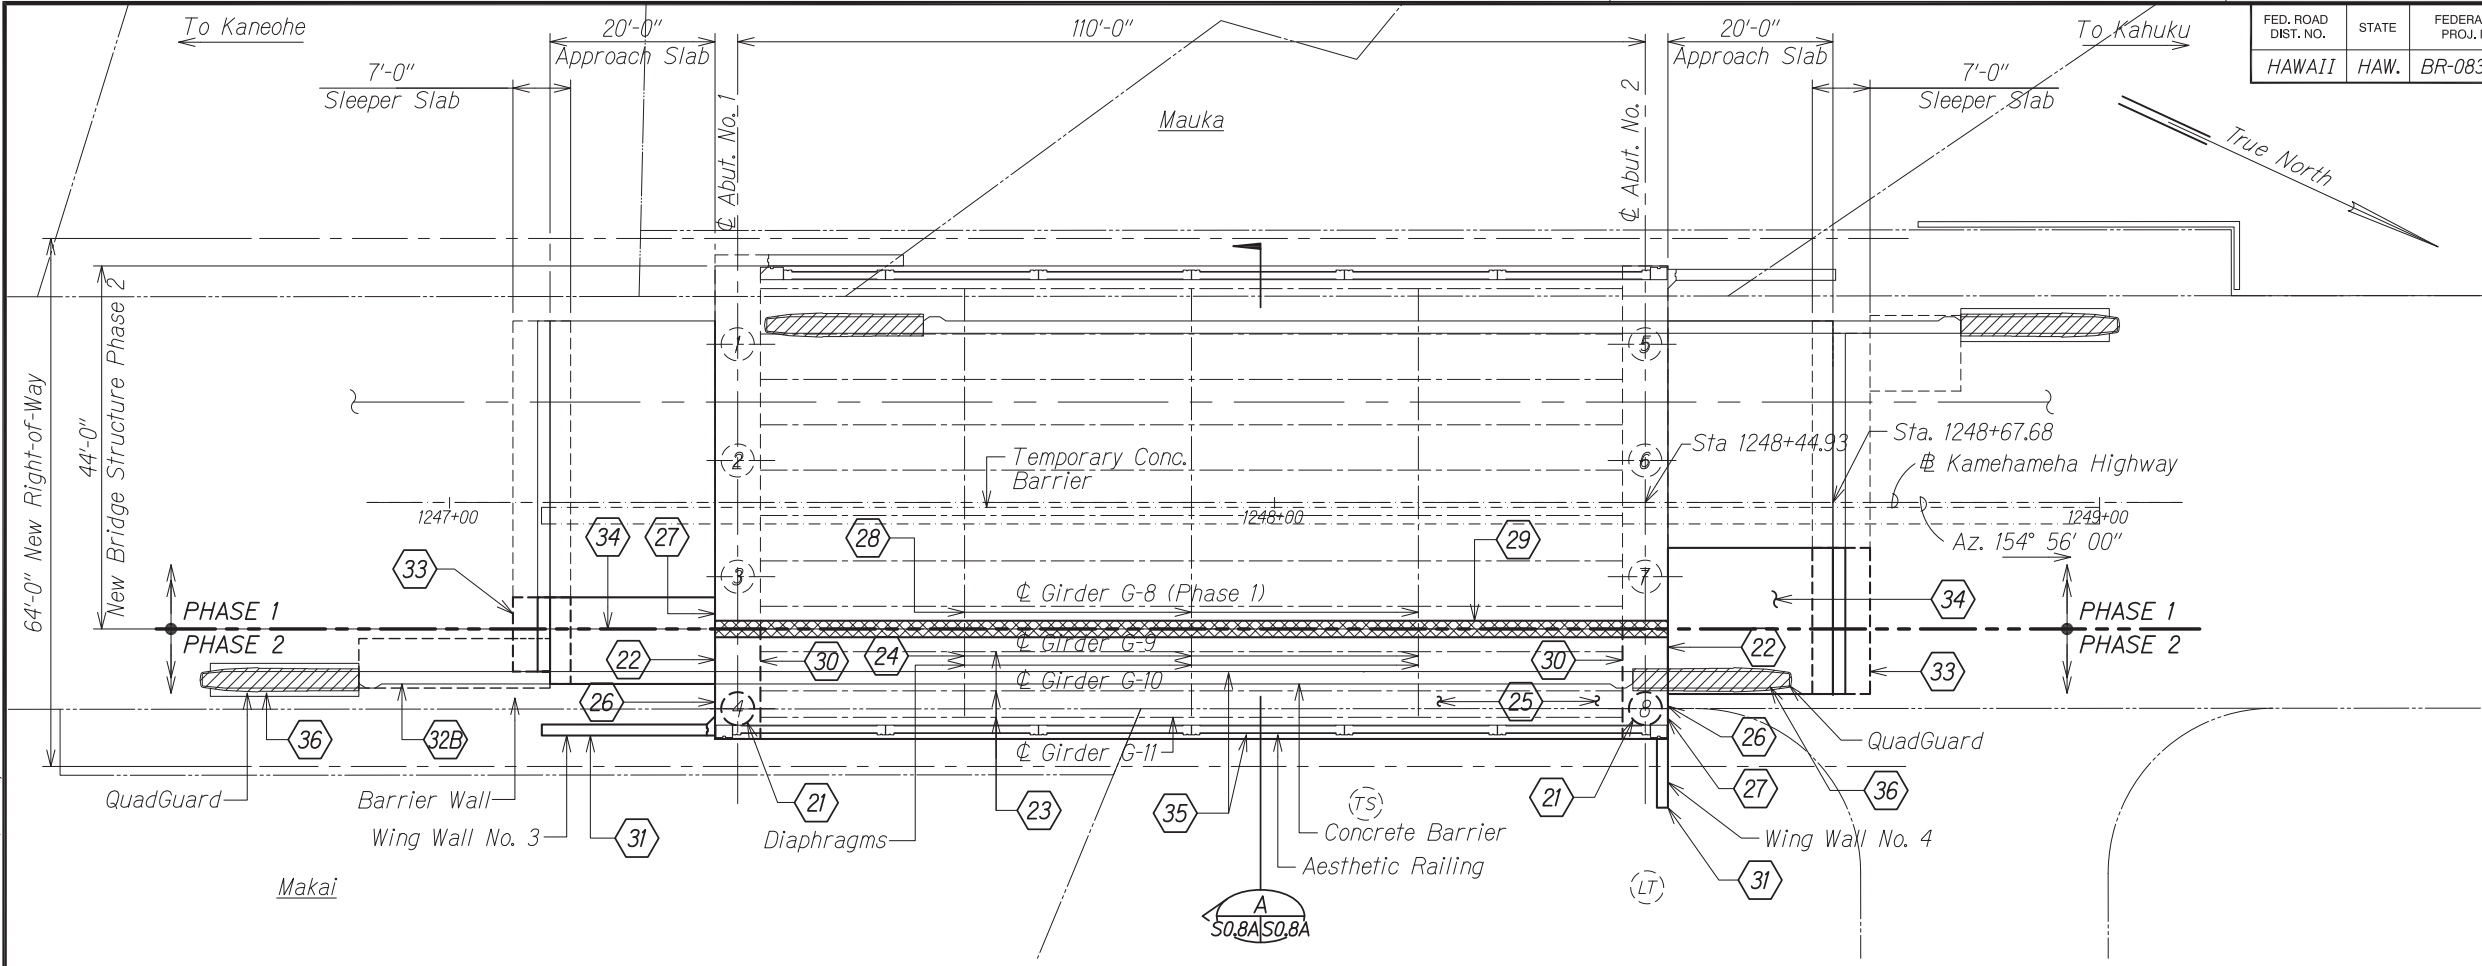 To Kaneohe
20'-0"
Approach Slab
110'-0"
20'-0"
Approach Slab
To Kahuku
FED. ROAD DIST. NO.
STATE
HAWAII
HAW.
7'-0"
Sleeper Slab
7'-0"
Sleeper Slab
℄ Abut. No. 1
℄ Abut. No. 2
Mauka
True North
64'-0" New Right-of-Way
44'-0"
New Bridge Structure Phase 2
1
5
2
6
3
7
4
8
Temporary Conc.
Barrier
Sta 1248+44.93
Sta. 1248+67.68
Kamehameha Highway
Az. 154° 56' 00"
1247+00
1248+00
1249+00
33
34
27
28
29
34
℄ Girder G-8 (Phase 1)
PHASE 1
PHASE 2
PHASE 1
PHASE 2
℄ Girder G-9
22
30
24
30
22
33
℄ Girder G-10
26
25
26
36
32B
℄ Girder G-11
QuadGuard
QuadGuard
Barrier Wall
21
23
35
TS
21
27
36
Wing Wall No. 3
31
Diaphragms
Concrete Barrier
Wing Wall No. 4
Aesthetic Railing
31
Makai
LT
A
S0.8A S0.8A